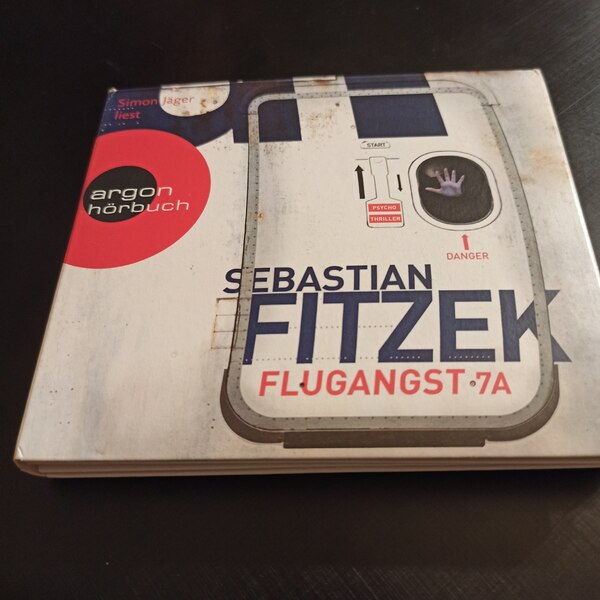 Simon Jäger
liest
argon
hörbuch
START
PSYCHO
THRILLER
DANGER
SEBASTIAN
FITZEK
FLUGANGST 7A